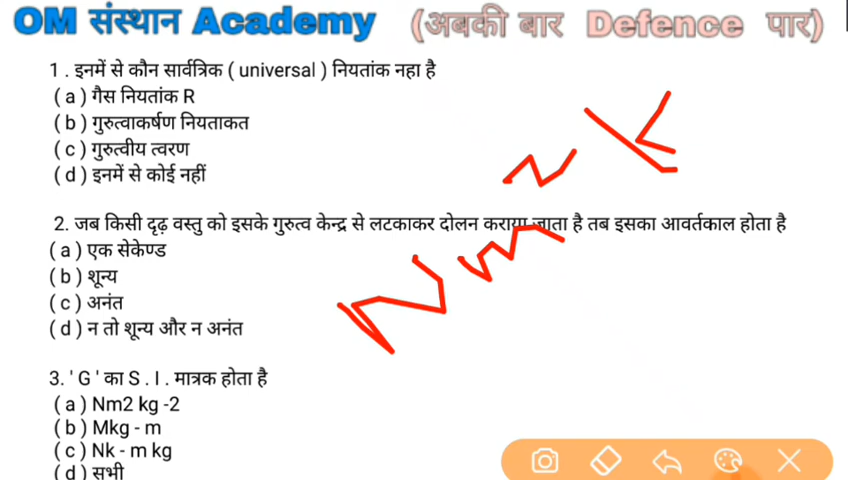 OM संस्थान Academy (अबकी बार Defence पार)
1 . इनमें से कौन सार्वत्रिक ( universal ) नियतांक नहा है
( a ) गैस नियतांक R
( b ) गुरुत्वाकर्षण नियताकत
( c ) गुरुत्वीय त्वरण
( d ) इनमें से कोई नहीं
2. जब किसी दृढ़ वस्तु को इसके गुरुत्व केन्द्र से लटकाकर दोलन कराया जाता है तब इसका आवर्तकाल होता है
( a ) एक सेकेण्ड
( b ) शून्य
( c ) अनंत
( d ) न तो शून्य और न अनंत
3. ' G ' का S . I . मात्रक होता है
( a ) Nm2 kg -2
( b ) Mkg - m
( c ) Nk - m kg
( d ) सभी
Nm2 K